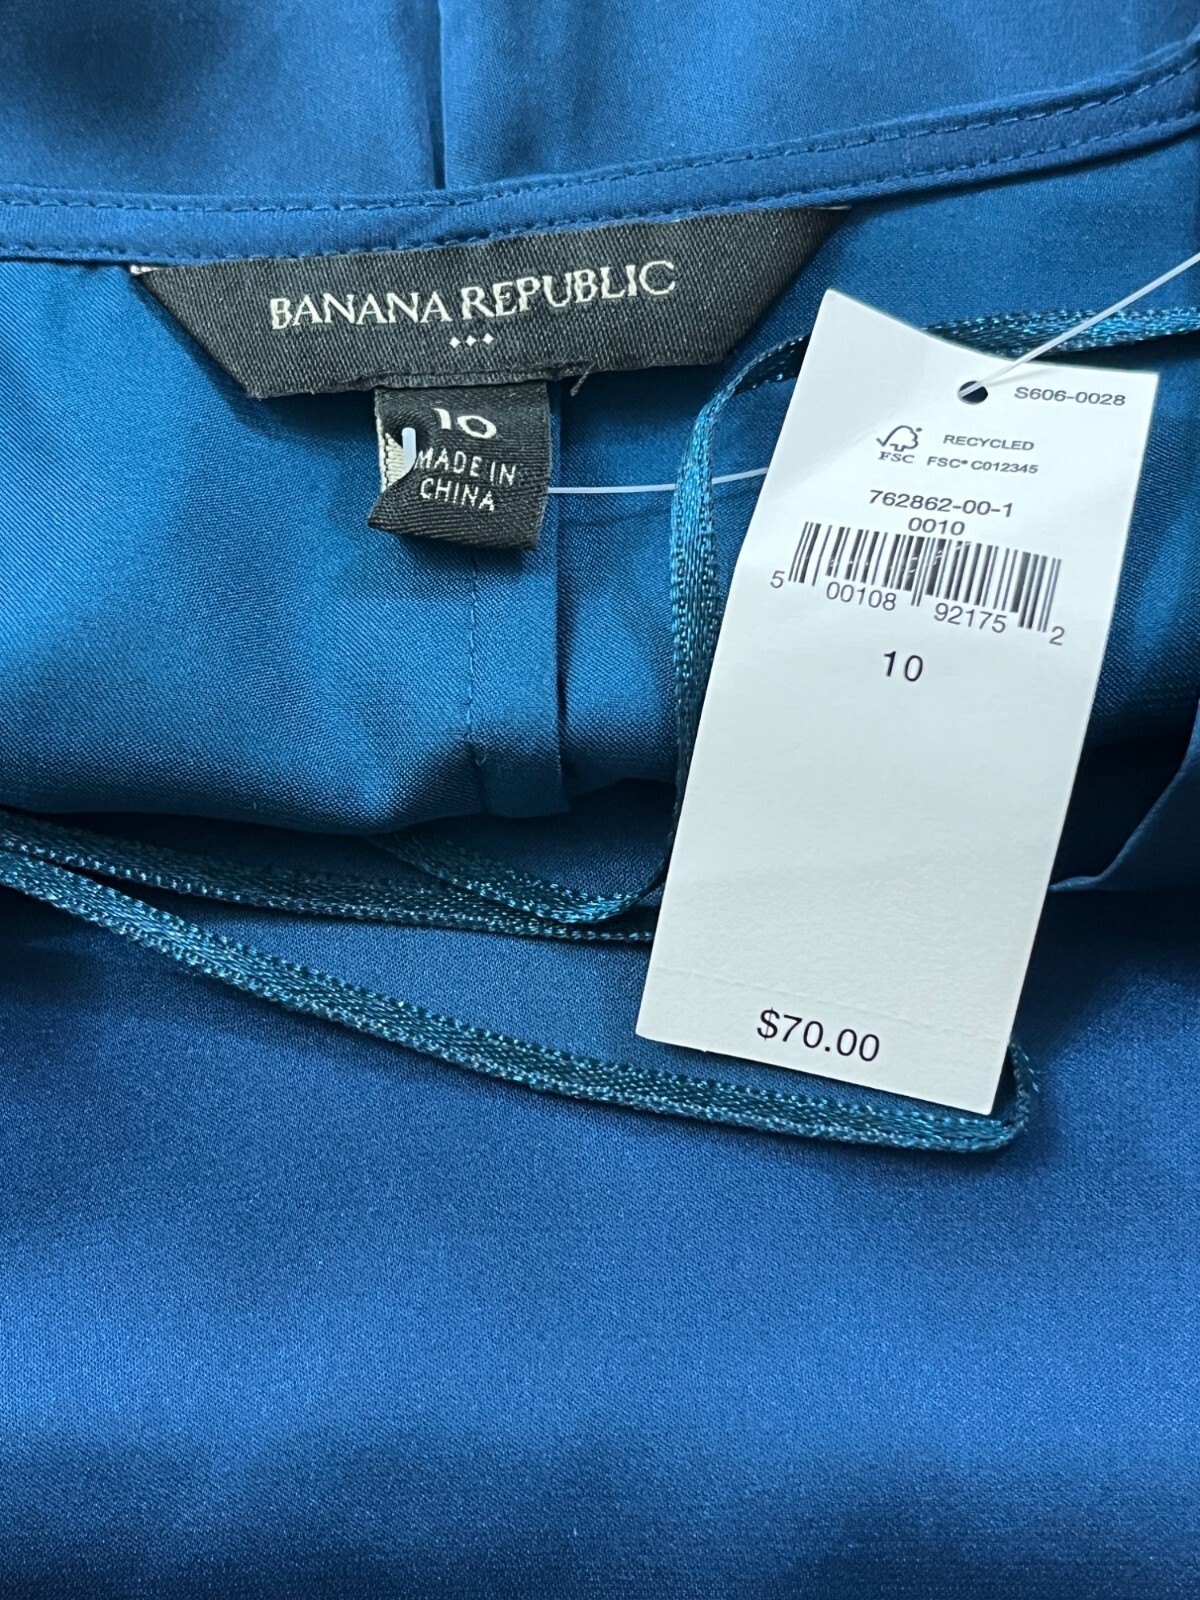 BANANA REPUBLIC
10
MADE IN
CHINA
S606-0028
RECYCLED
FSC FSC® C012345
762862-00-1
0010
5 00108 92175 2
10
$70.00